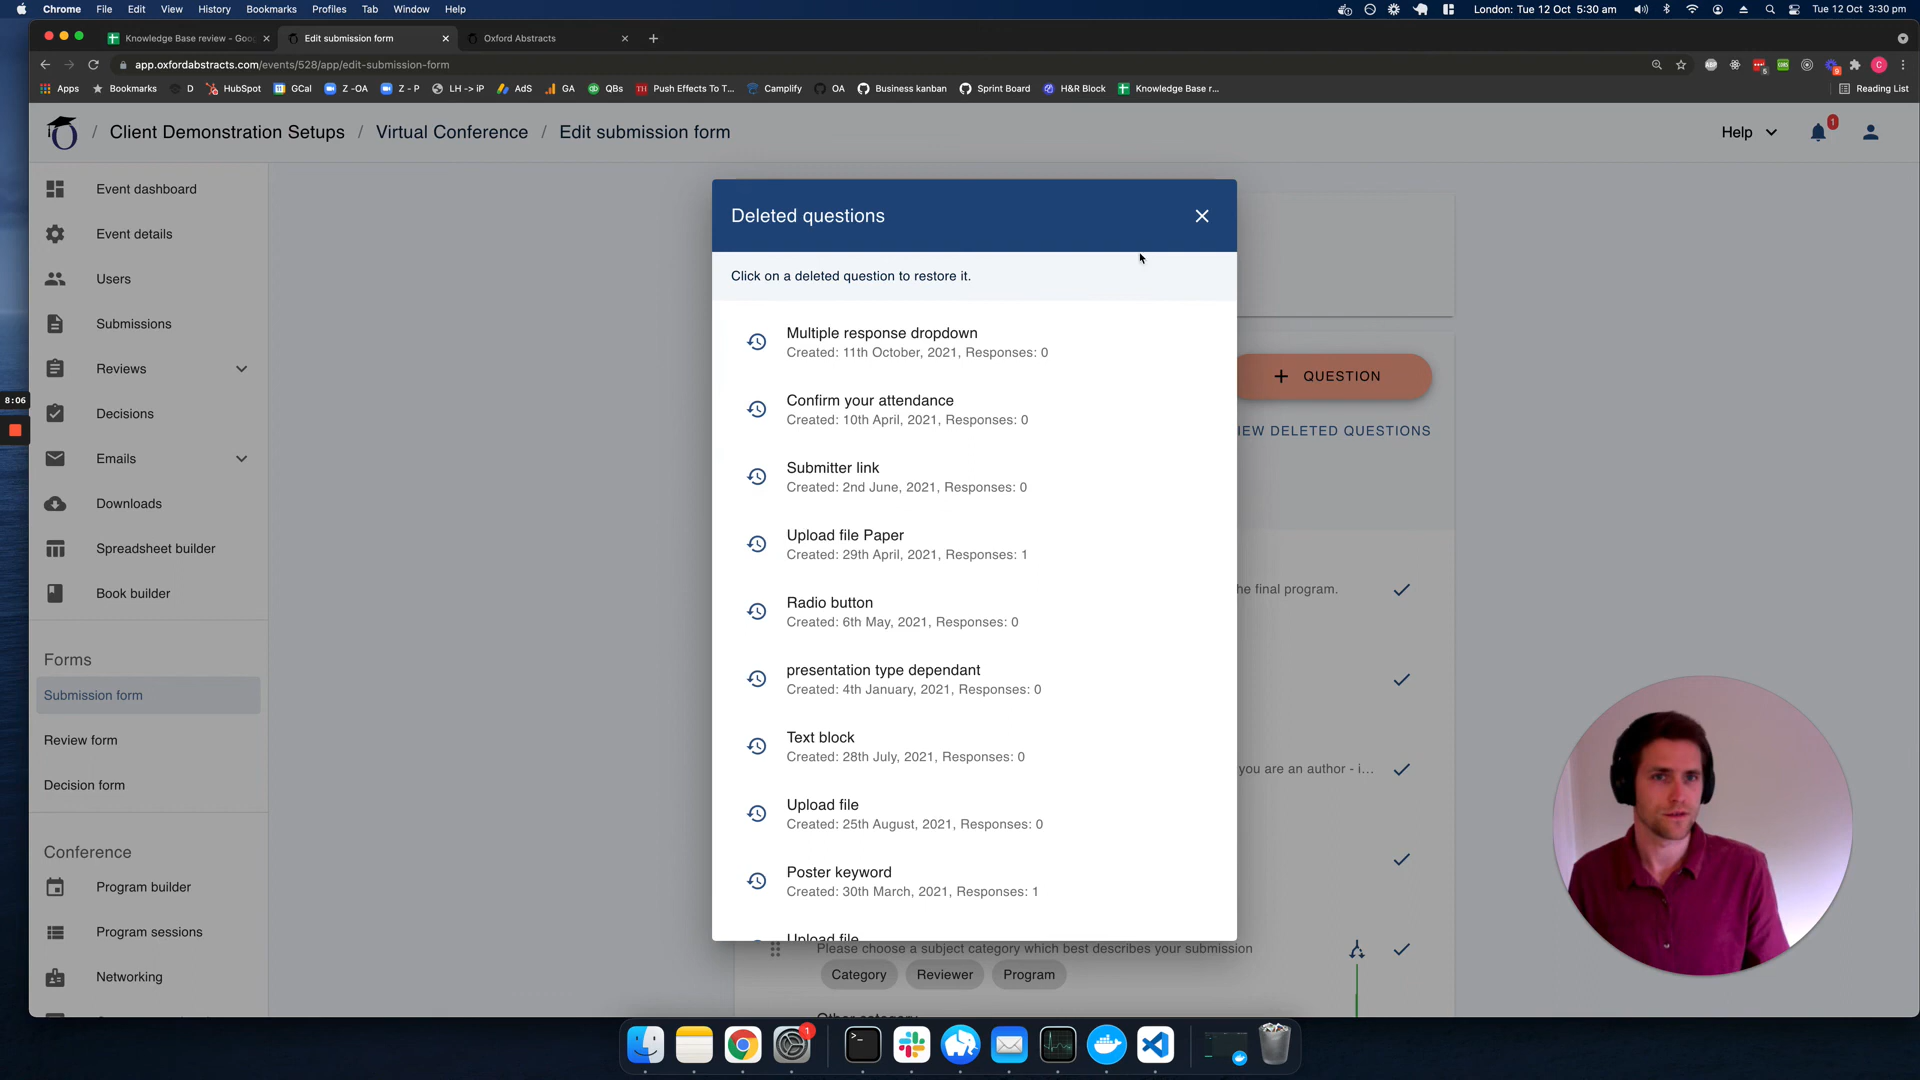 Chrome File Edit View History Bookmarks Profiles Tab Window Help London: Tue 12 Oct 5:30 am Tue 12 Oct 3:30 pm
Knowledge Base review - Goo Edit submission form Oxford Abstracts
app.oxfordabstracts.com/events/528/app/edit-submission-form
Apps Bookmarks D HubSpot GCal Z -OA Z - P LH -> iP AdS GA QBs Push Effects To T... Camplify OA Business kanban Sprint Board H&R Block Knowledge Base r... Reading List
/ Client Demonstration Setups / Virtual Conference / Edit submission form Help 1
Event dashboard
Event details
Users
Submissions
Reviews
8:06
Decisions
Emails
Downloads
Spreadsheet builder
Book builder
Forms
Submission form
Review form
Decision form
Conference
Program builder
Program sessions
Networking
Deleted questions
Click on a deleted question to restore it.
Multiple response dropdown
Created: 11th October, 2021, Responses: 0
Confirm your attendance
Created: 10th April, 2021, Responses: 0
Submitter link
Created: 2nd June, 2021, Responses: 0
Upload file Paper
Created: 29th April, 2021, Responses: 1
Radio button
Created: 6th May, 2021, Responses: 0
presentation type dependant
Created: 4th January, 2021, Responses: 0
Text block
Created: 28th July, 2021, Responses: 0
Upload file
Created: 25th August, 2021, Responses: 0
Poster keyword
Created: 30th March, 2021, Responses: 1
Upload file
+ QUESTION
IEW DELETED QUESTIONS
he final program.
you are an author - i...
Please choose a subject category which best describes your submission
Category Reviewer Program
Other category
1